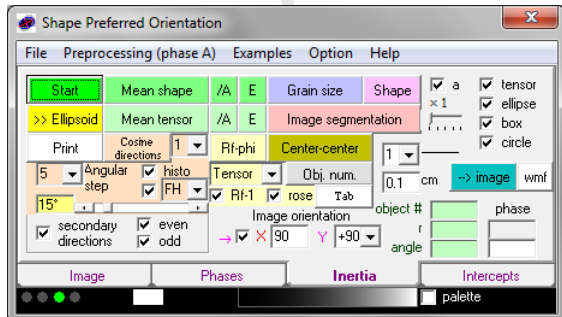 Shape Preferred Orientation x
File Preprocessing (phase A) Examples Option Help
Start Mean shape /A E Grain size Shape a tensor
× 1 ellipse
>> Ellipsoid Mean tensor /A E Image segmentation box
Print Cosine directions 1 Rf-phi Center-center 1 circle
5 Angular step histo Tensor Obj. num. 0.1 cm --> image wmf
FH Rf-1 rose Tab
15° Image orientation object # phase
secondary directions even odd → X 90 Y +90 r
angle
Image Phases Inertia Intercepts
palette